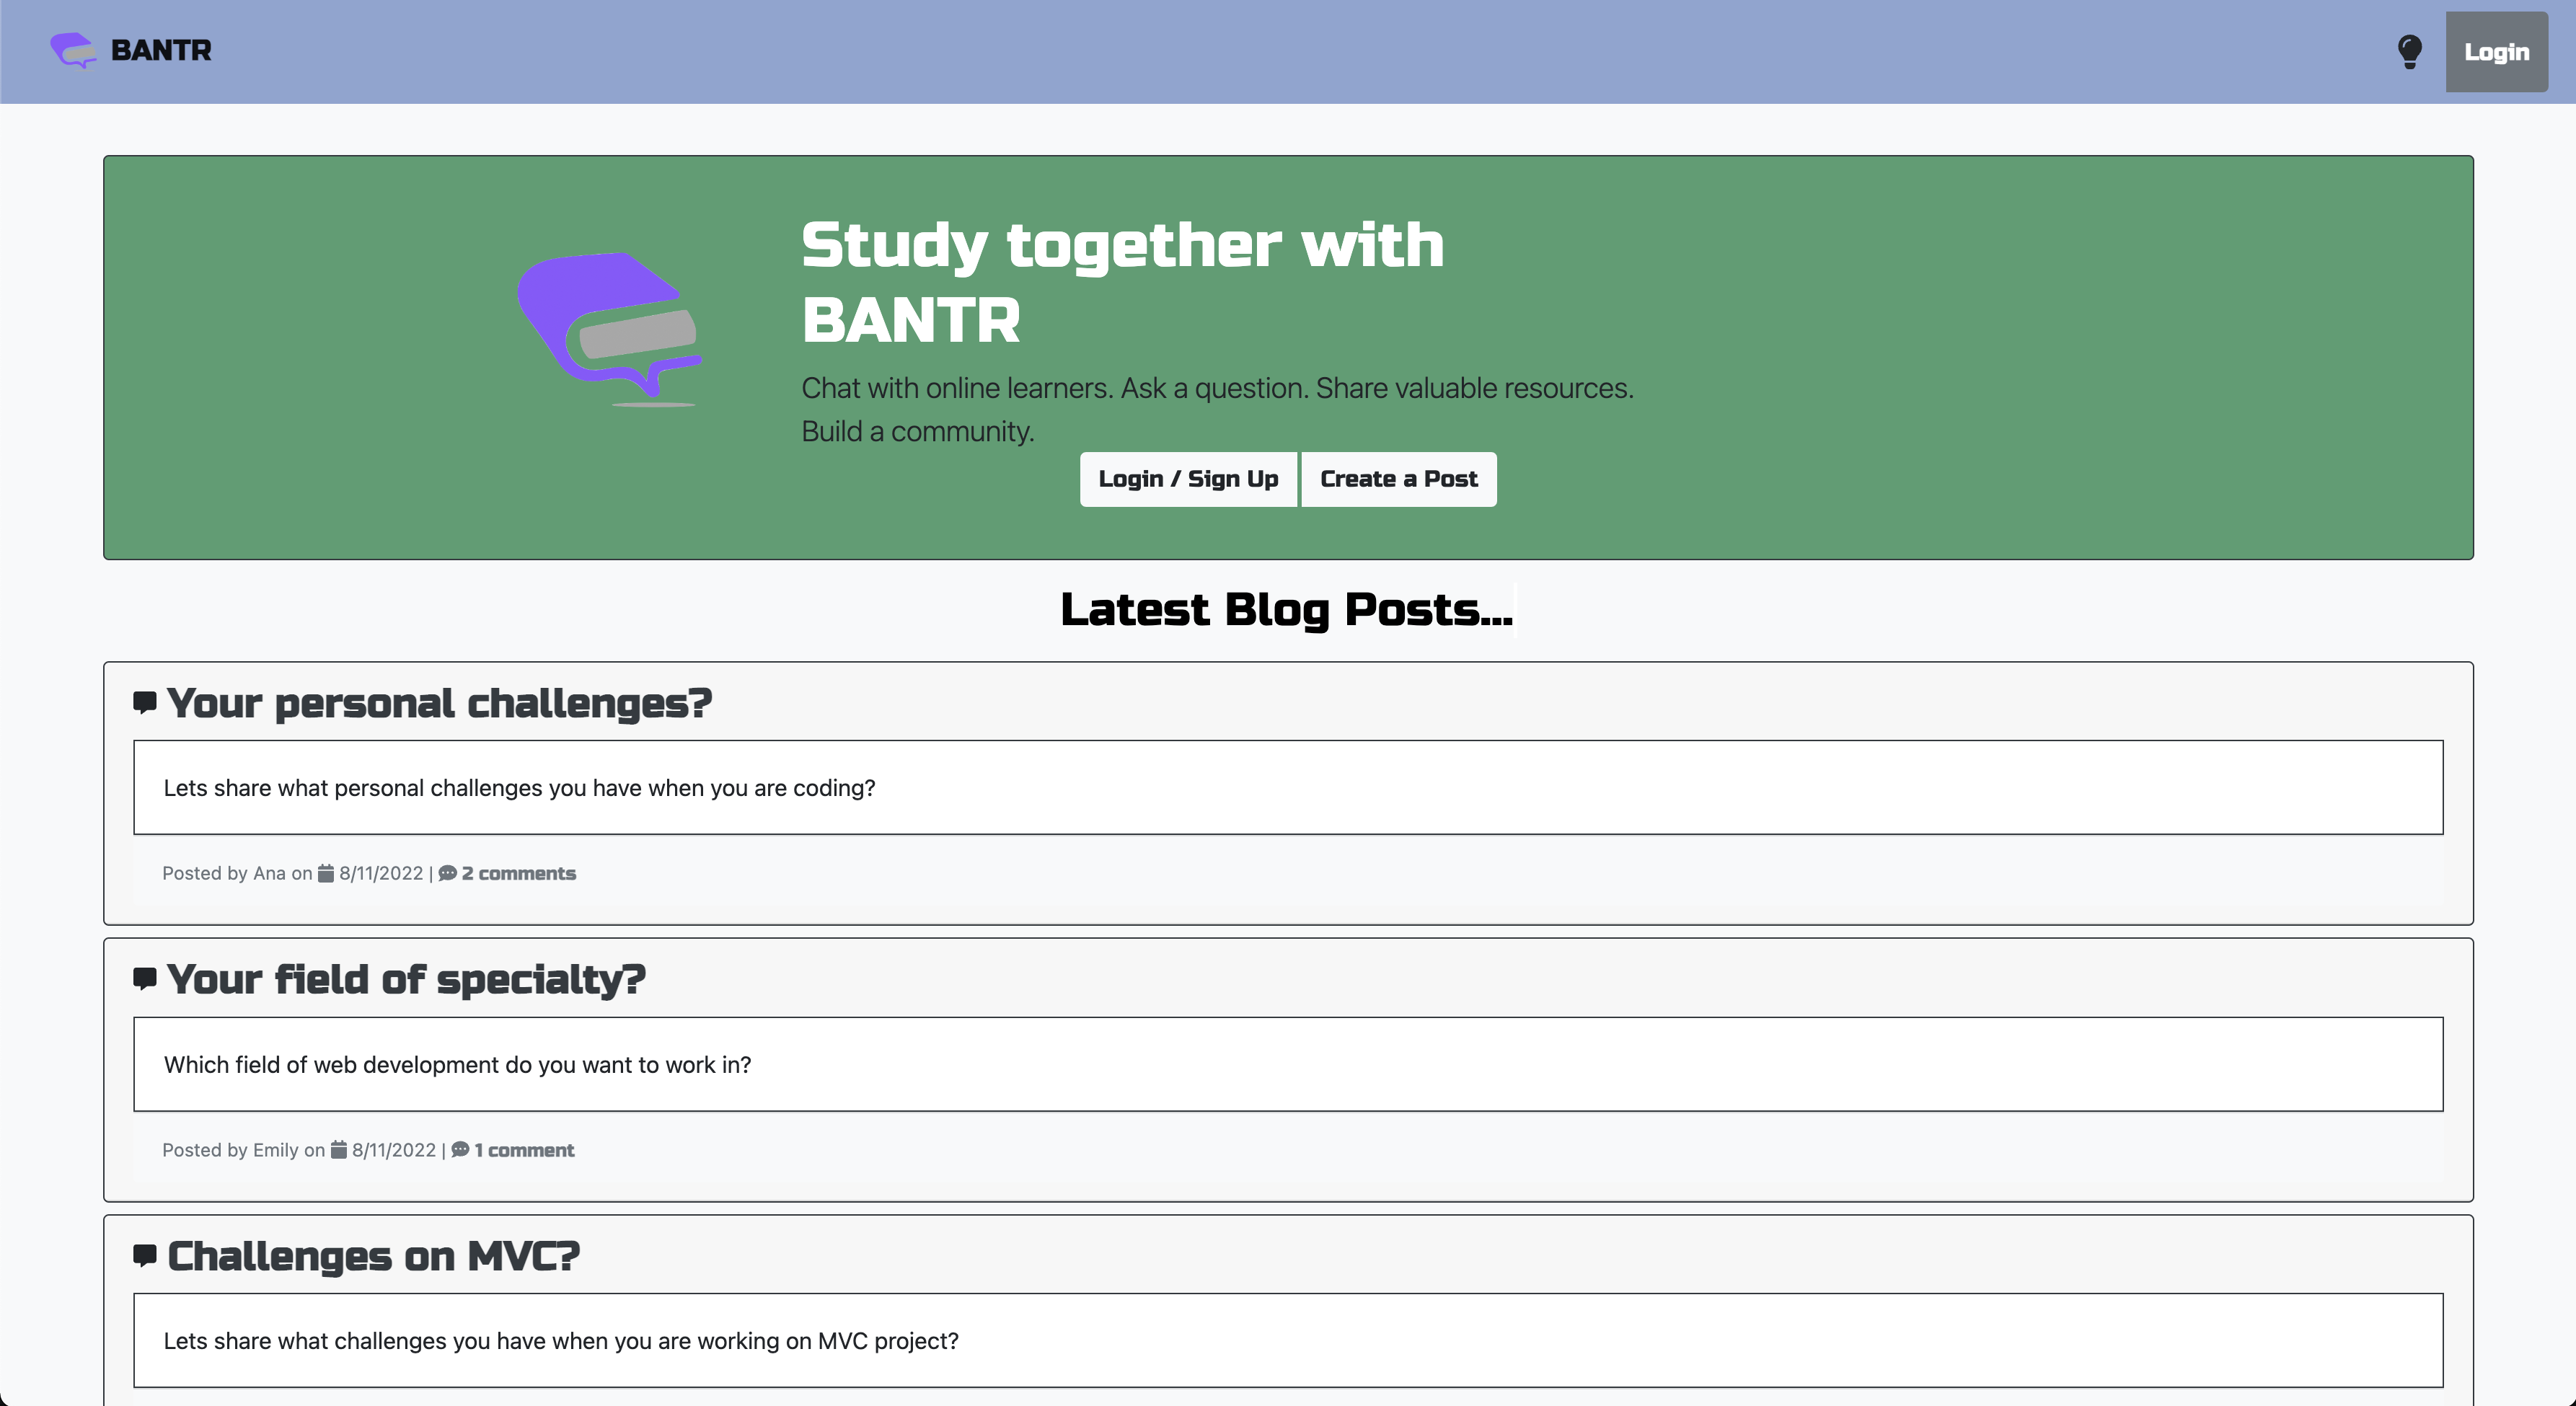 BANTR
Login
Study together with
BANTR
Chat with online learners. Ask a question. Share valuable resources.
Build a community.
Login / Sign Up
Create a Post
Latest Blog Posts...
Your personal challenges?
Lets share what personal challenges you have when you are coding?
Posted by Ana on 8/11/2022 | 2 comments
Your field of specialty?
Which field of web development do you want to work in?
Posted by Emily on 8/11/2022 | 1 comment
Challenges on MVC?
Lets share what challenges you have when you are working on MVC project?